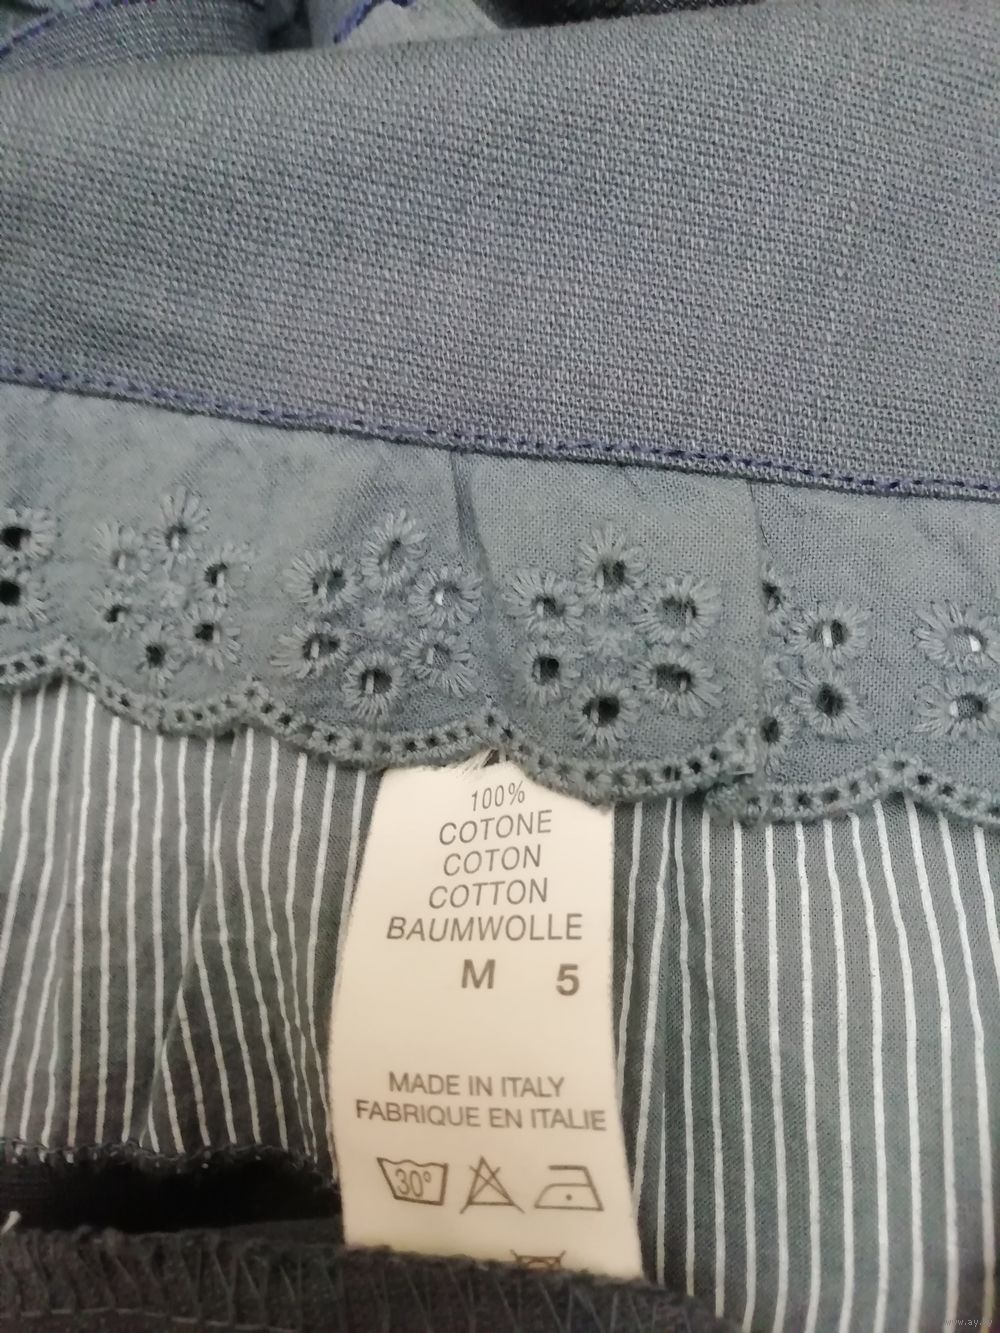 100%
COTONE
COTON
COTTON
BAUMWOLLE
M 5
MADE IN ITALY
FABRIQUE EN ITALIE
30°